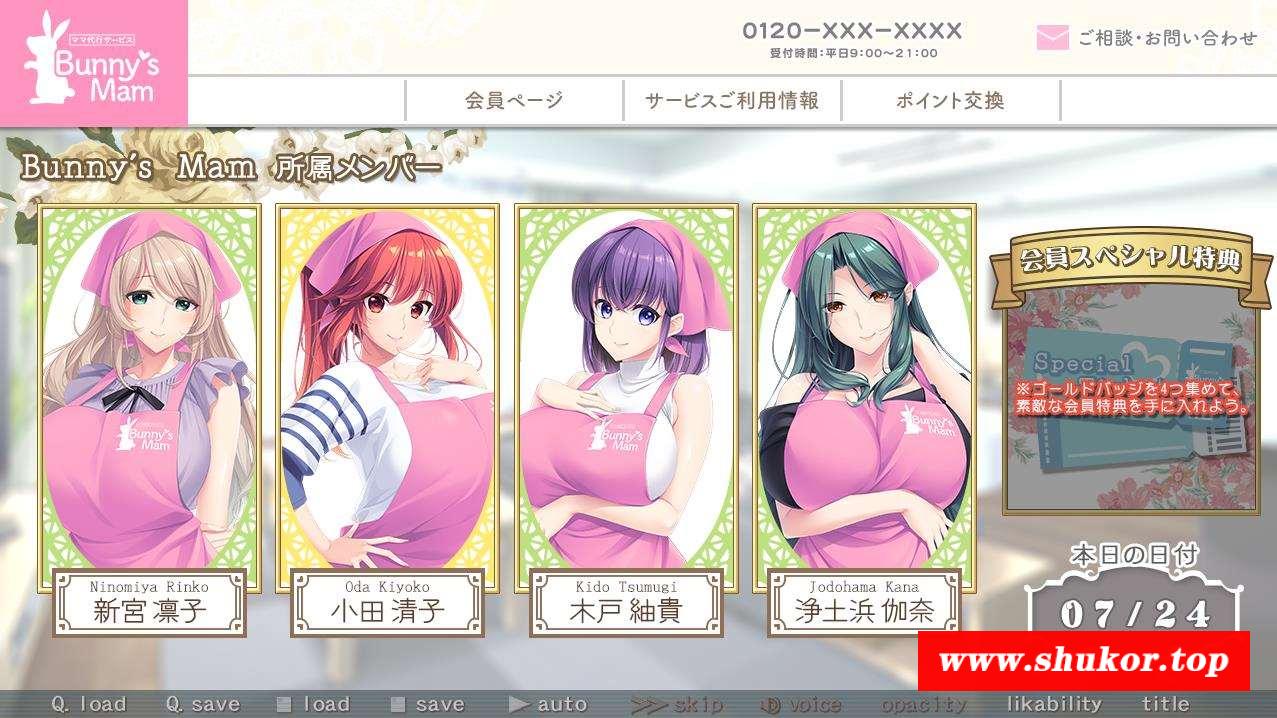 ママ代行サービス
Bunny's
Mam
0120-XXX-XXXX
受付時間:平日9:00~21:00
ご相談・お問い合わせ
会員ページ
サービスご利用情報
ポイント交換
Bunny's Mam 所属メンバー
会員スペシャル特典
Special
※ゴールドバッジを4つ集めて、
素敵な会員特典を手に入れよう。
Bunny's
Mam
Bunny's
Mam
Bunny's
Mam
Ninomiya Rinko
新宮 凛子
Oda Kiyoko
小田 清子
Kido Tsumugi
木戸 紬貴
Jodohama Kana
浄土浜 伽奈
本日の日付
07/24
www.shukor.top
Q. load
Q. save
load
save
auto
skip
voice
opacity
likability
title